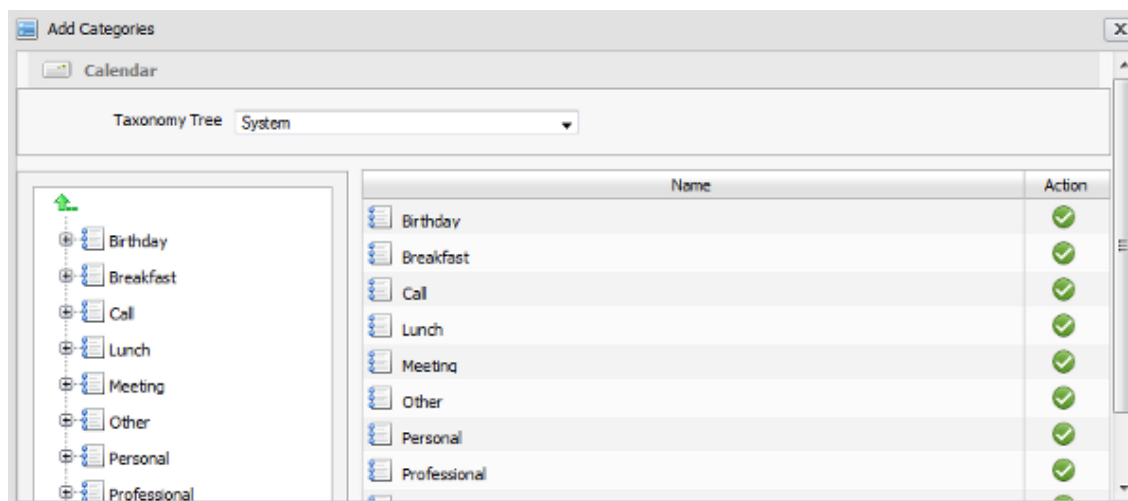 Add Categories
Calendar
Taxonomy Tree System
Birthday
Breakfast
Call
Lunch
Meeting
Other
Personal
Professional
Name Action
Birthday
Breakfast
Call
Lunch
Meeting
Other
Personal
Professional